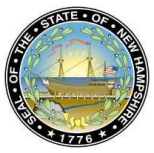 SEAL • OF • THE • STATE • OF • NEW HAMPSHIRE
• 1776 •